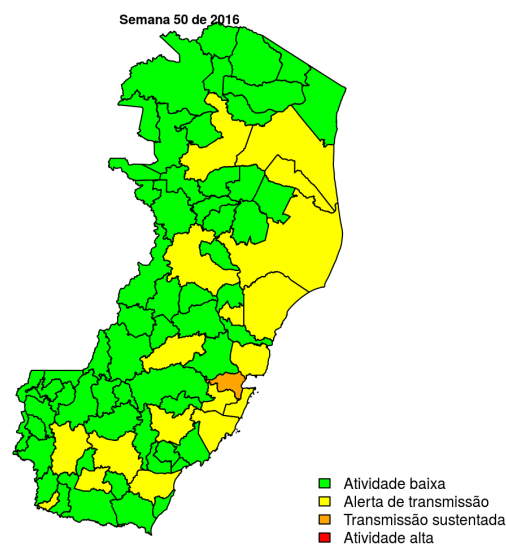 Semana 50 de 2016
Atividade baixa
Alerta de transmissão
Transmissão sustentada
Atividade alta